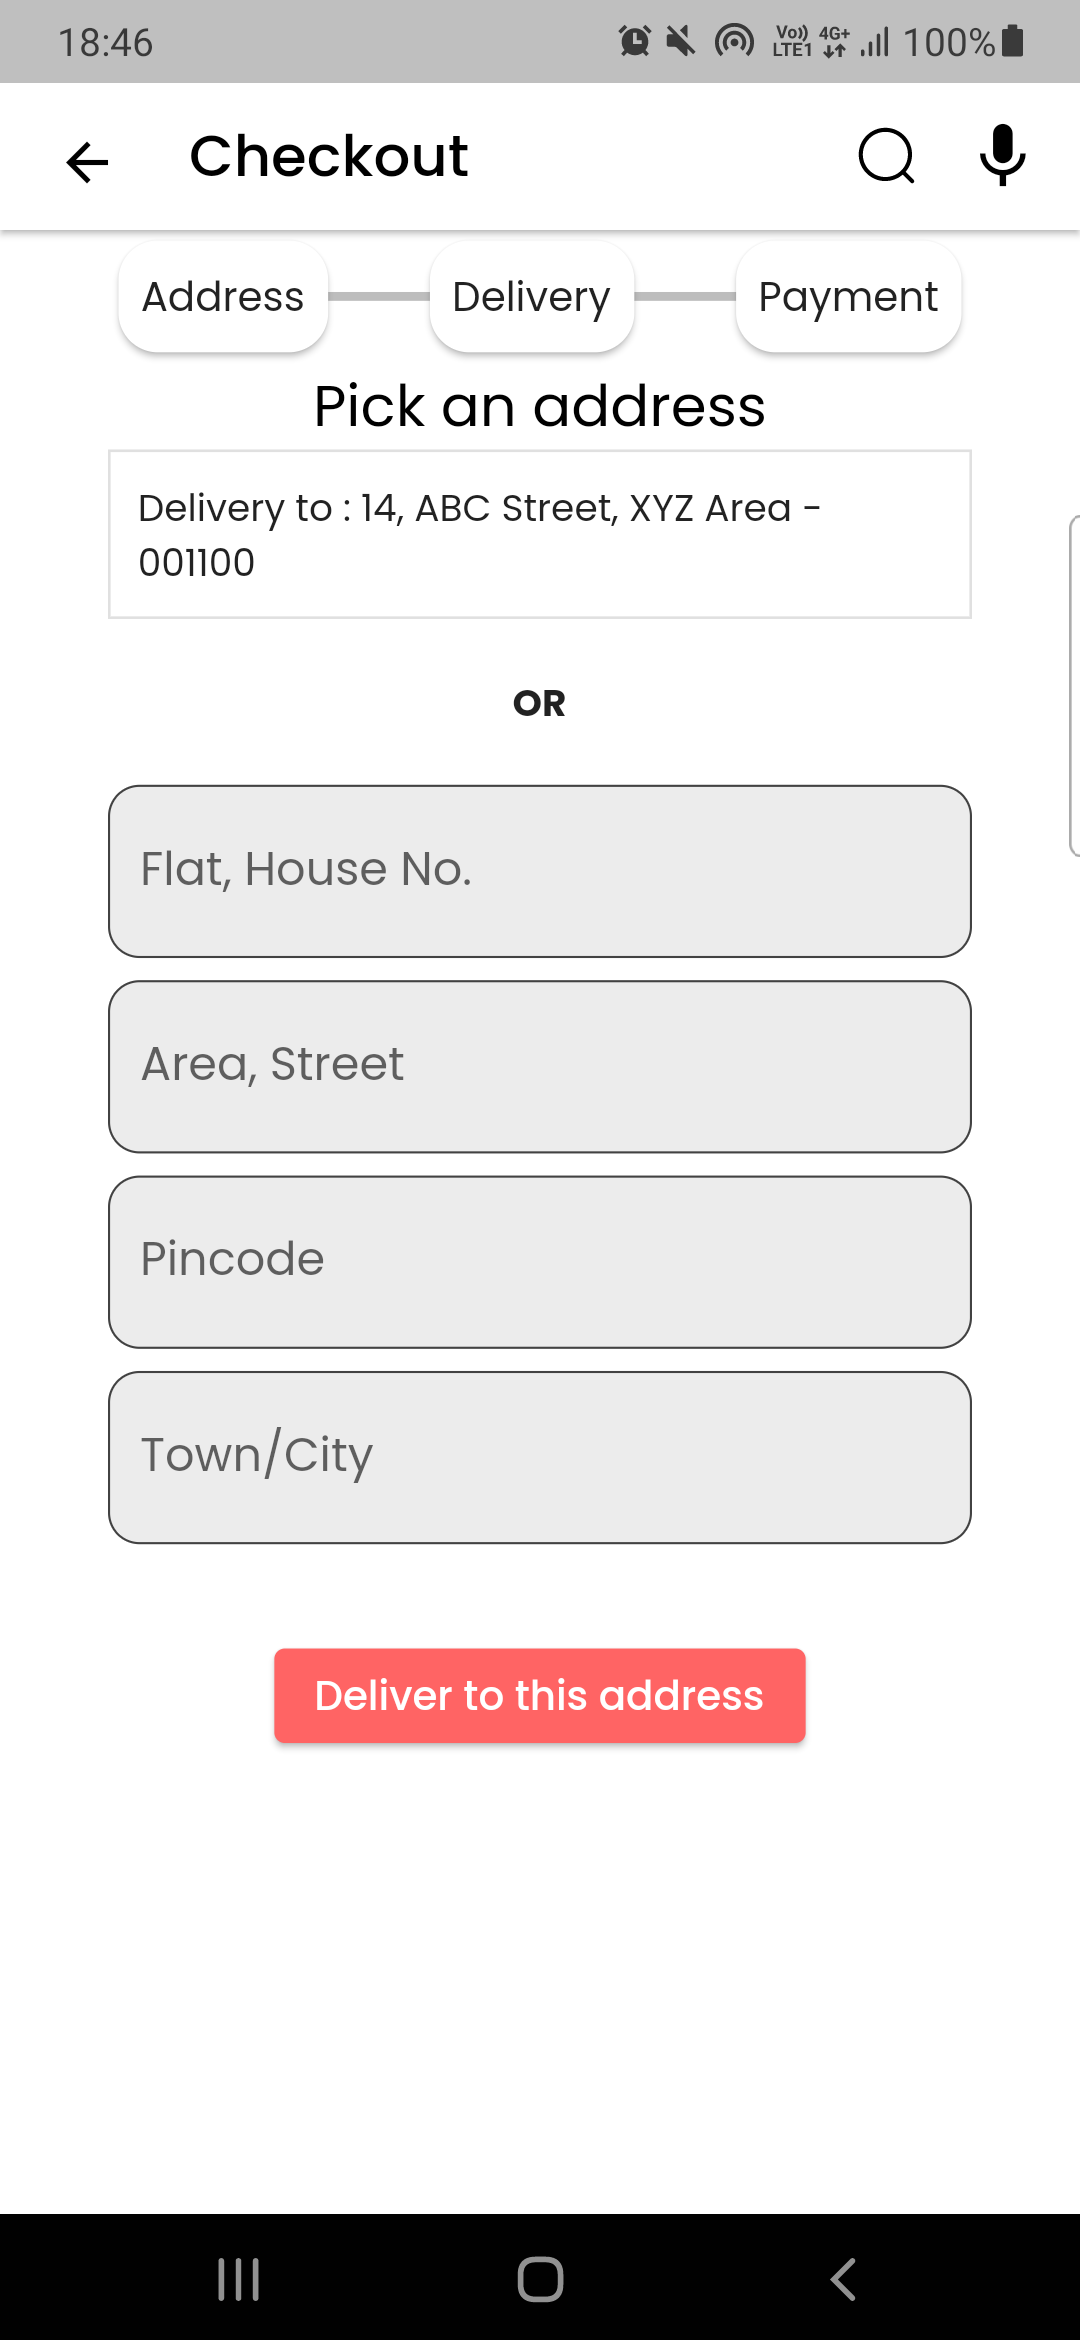 18:46 Vo)) LTE1 4G+ 100%
Checkout
Address Delivery Payment
Pick an address
Delivery to : 14, ABC Street, XYZ Area -
001100
OR
Flat, House No.
Area, Street
Pincode
Town/City
Deliver to this address